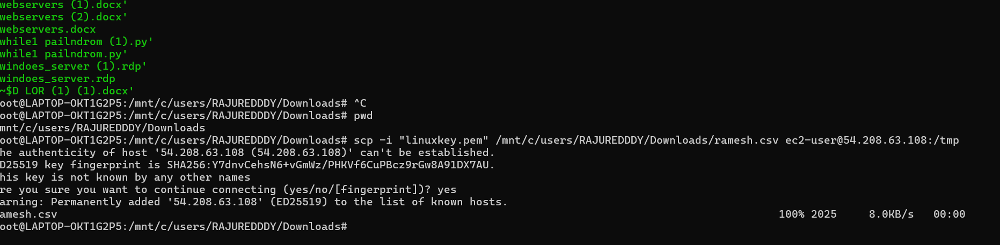 webservers (1).docx'
webservers (2).docx'
webservers.docx
while1 pailndrom (1).py'
while1 pailndrom.py'
windoes_server (1).rdp'
windoes_server.rdp
~$D LOR (1) (1).docx'
oot@LAPTOP-OKT1G2P5:/mnt/c/users/RAJUREDDDY/Downloads# ^C
oot@LAPTOP-OKT1G2P5:/mnt/c/users/RAJUREDDDY/Downloads# pwd
mnt/c/users/RAJUREDDDY/Downloads
oot@LAPTOP-OKT1G2P5:/mnt/c/users/RAJUREDDDY/Downloads# scp -i "linuxkey.pem" /mnt/c/users/RAJUREDDDY/Downloads/ramesh.csv ec2-user@54.208.63.108:/tmp
he authenticity of host '54.208.63.108 (54.208.63.108)' can't be established.
D25519 key fingerprint is SHA256:Y7dnvCehsN6+vGmWz/PHKVf6CuPBcz9rGw8A91DX7AU.
his key is not known by any other names
re you sure you want to continue connecting (yes/no/[fingerprint])? yes
arning: Permanently added '54.208.63.108' (ED25519) to the list of known hosts.
amesh.csv 100% 2025 8.0KB/s 00:00
oot@LAPTOP-OKT1G2P5:/mnt/c/users/RAJUREDDDY/Downloads#